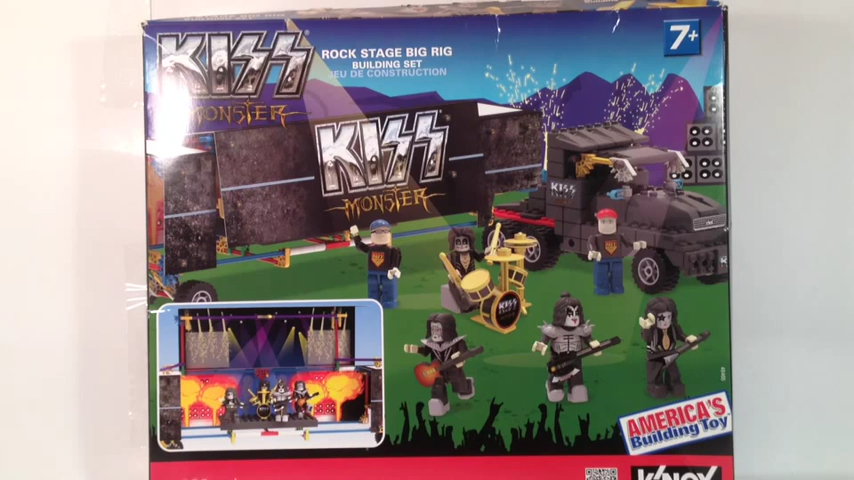 KISS
MONSTER
ROCK STAGE BIG RIG
BUILDING SET
JEU DE CONSTRUCTION
7+
KISS
MONSTER
KISS
KISS
AMERICA'S
Building Toy
K'NEX